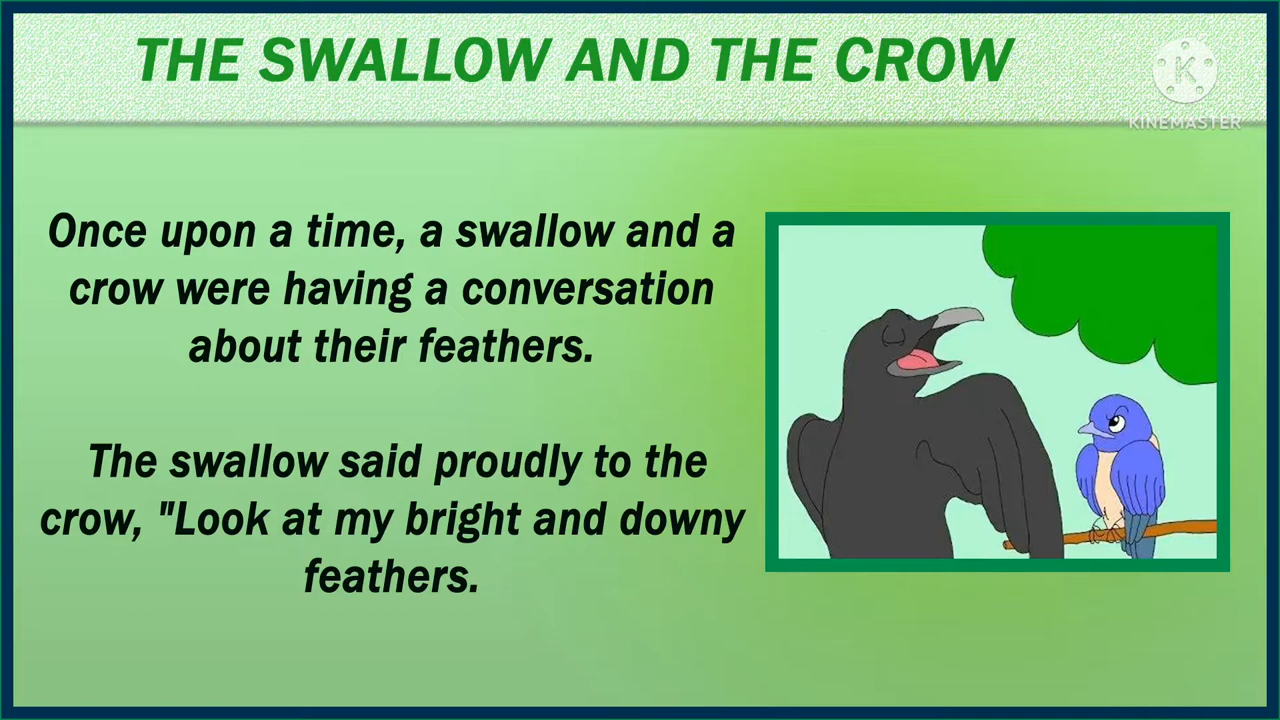 THE SWALLOW AND THE CROW
K
KINEMASTER
Once upon a time, a swallow and a
crow were having a conversation
about their feathers.
The swallow said proudly to the
crow, "Look at my bright and downy
feathers.